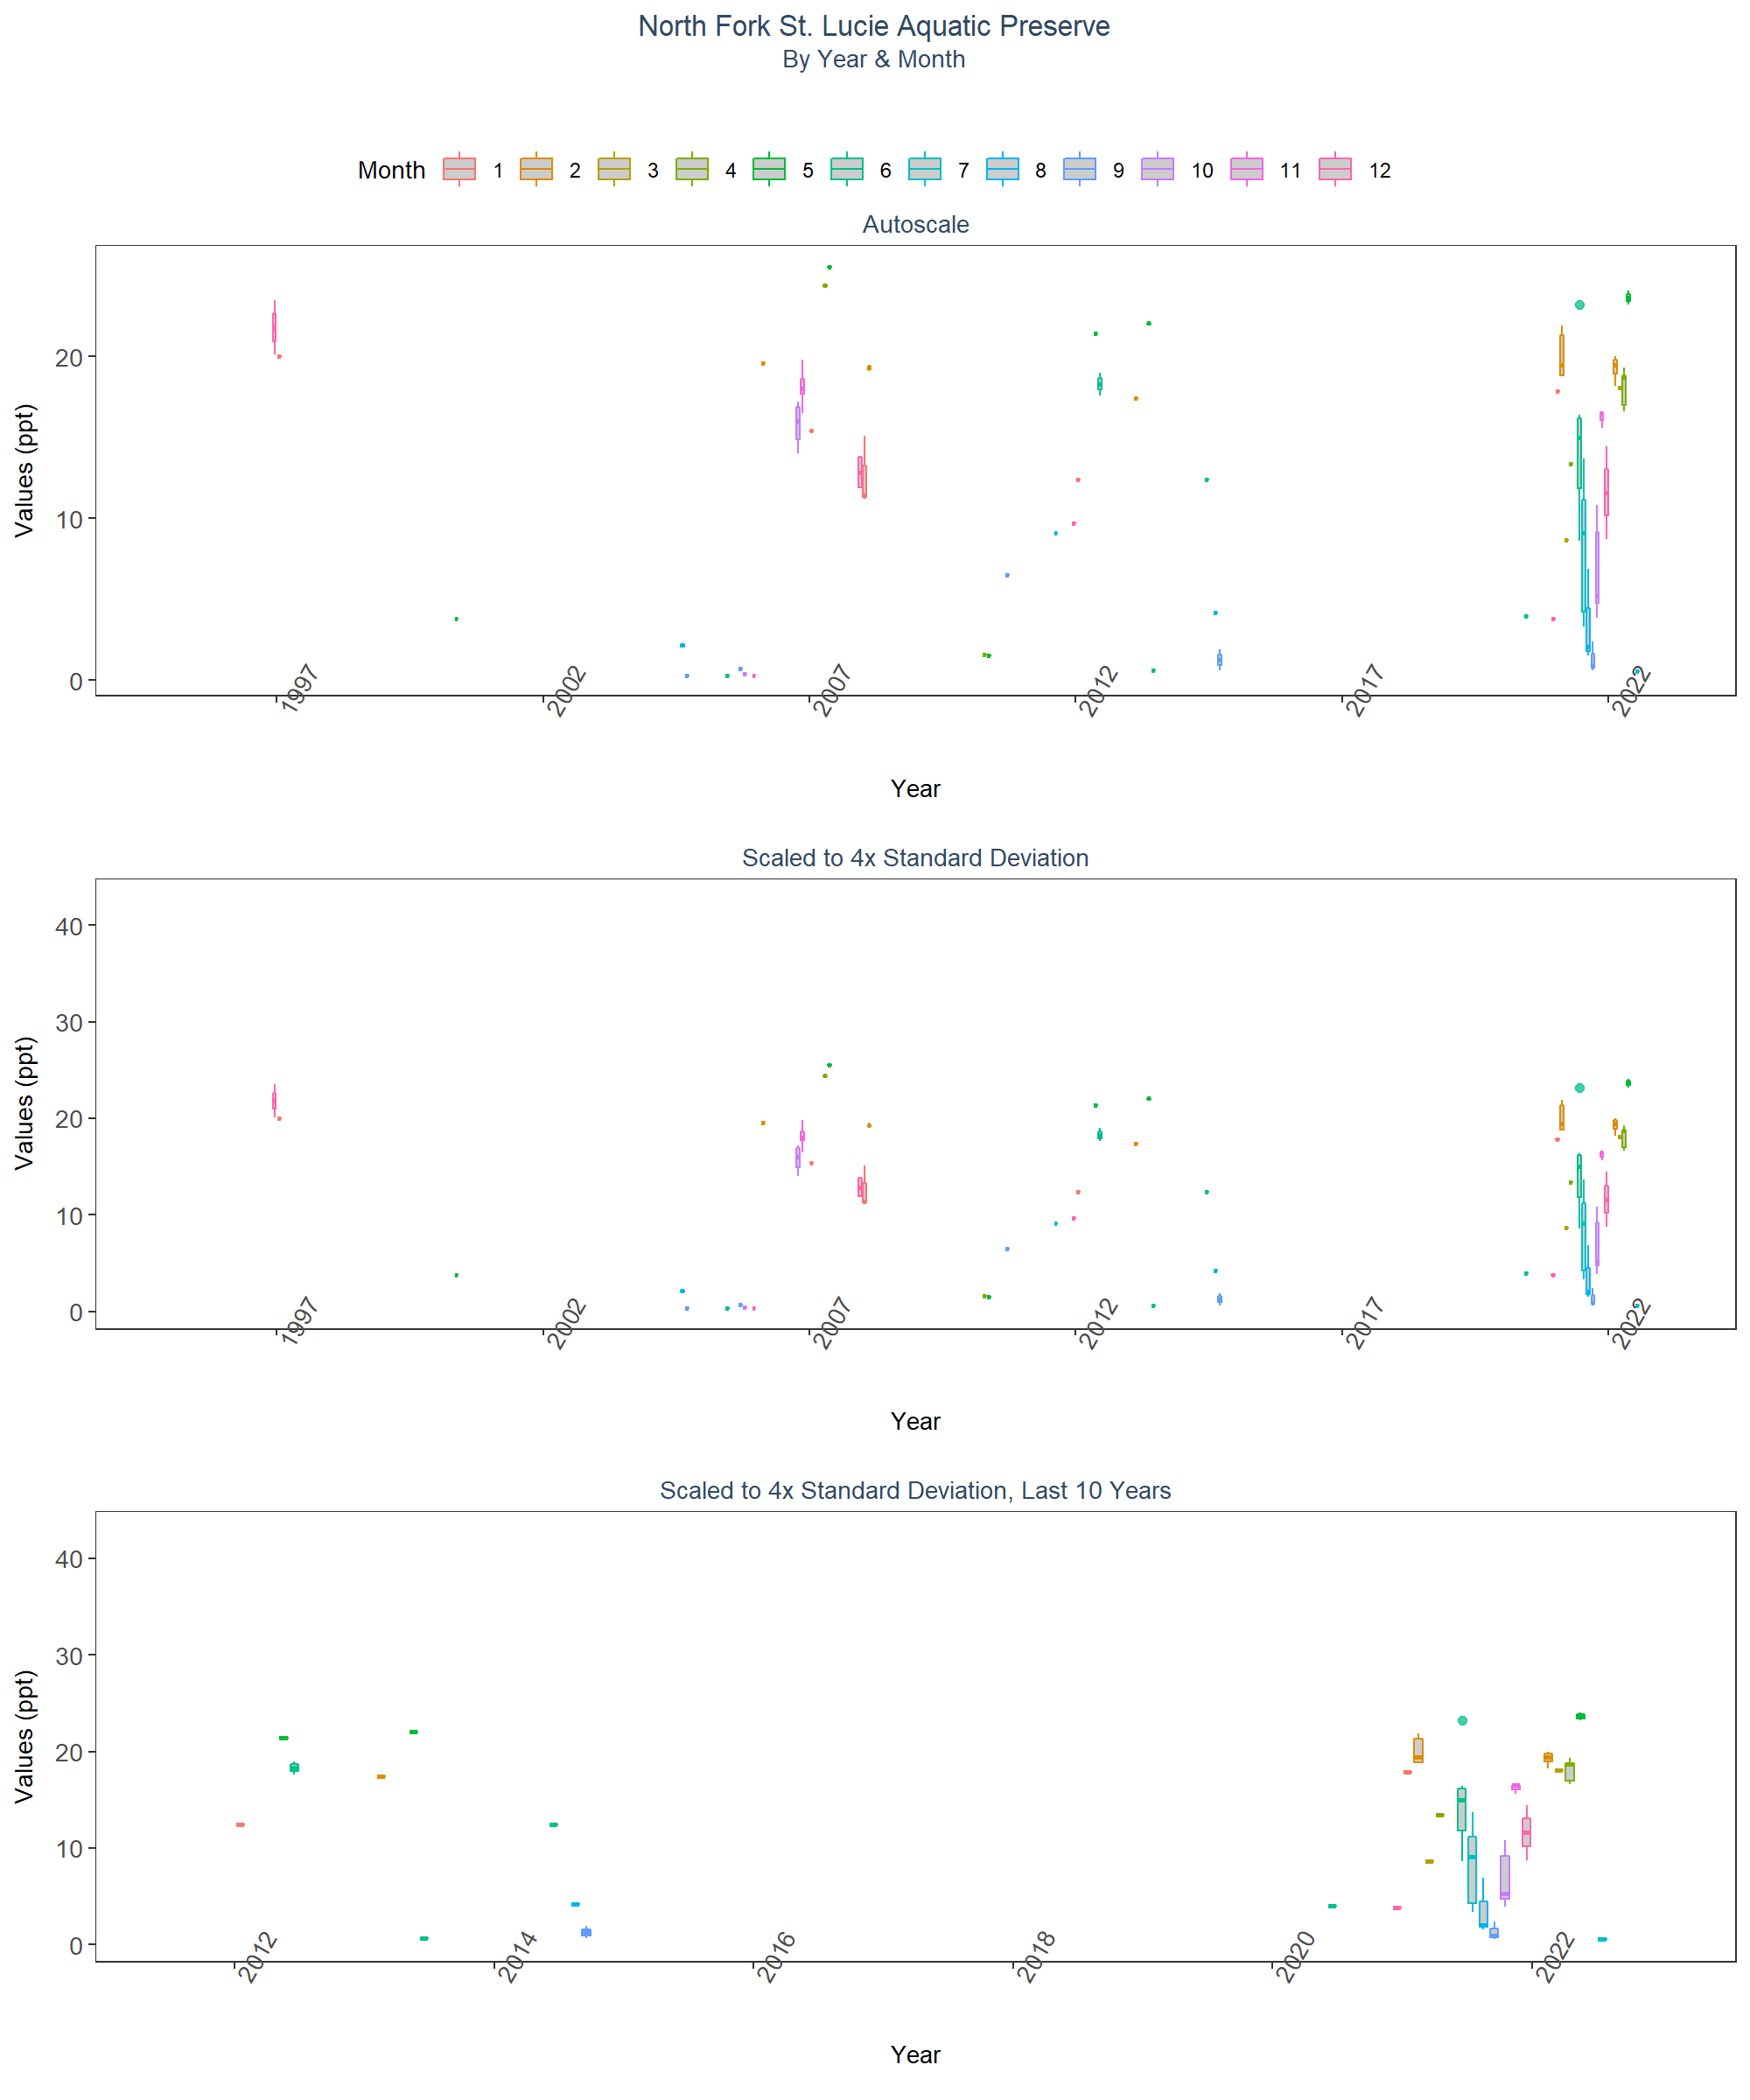 North Fork St. Lucie Aquatic Preserve
By Year & Month
Month 1 2 3 4 5 6 7 8 9 10 11 12
Autoscale
Values (ppt)
20
10
0
1997 2002 2007 2012 2017 2022
Year
Scaled to 4x Standard Deviation
Values (ppt)
40
30
20
10
0
1997 2002 2007 2012 2017 2022
Year
Scaled to 4x Standard Deviation, Last 10 Years
Values (ppt)
40
30
20
10
0
2012 2014 2016 2018 2020 2022
Year